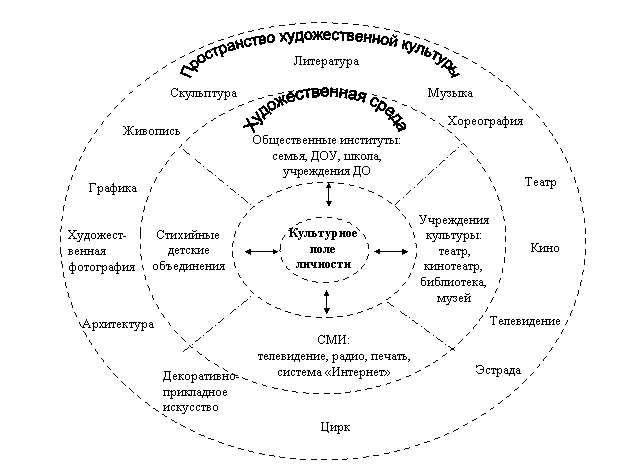 Пространство художественной культуры
Литература
Скульптура
Музыка
Художественная среда
Хореография
Живопись
Общественные институты:
семья, ДОУ, школа,
учреждения ДО
Театр
Графика
Художест-
венная
фотография
Стихийные
детские
объединения
Культурное
поле
личности
Учреждения
культуры:
театр,
кинотеатр,
библиотека,
музей
Кино
Архитектура
Телевидение
СМИ:
телевидение, радио, печать,
система «Интернет»
Эстрада
Декоративно-
прикладное
искусство
Цирк